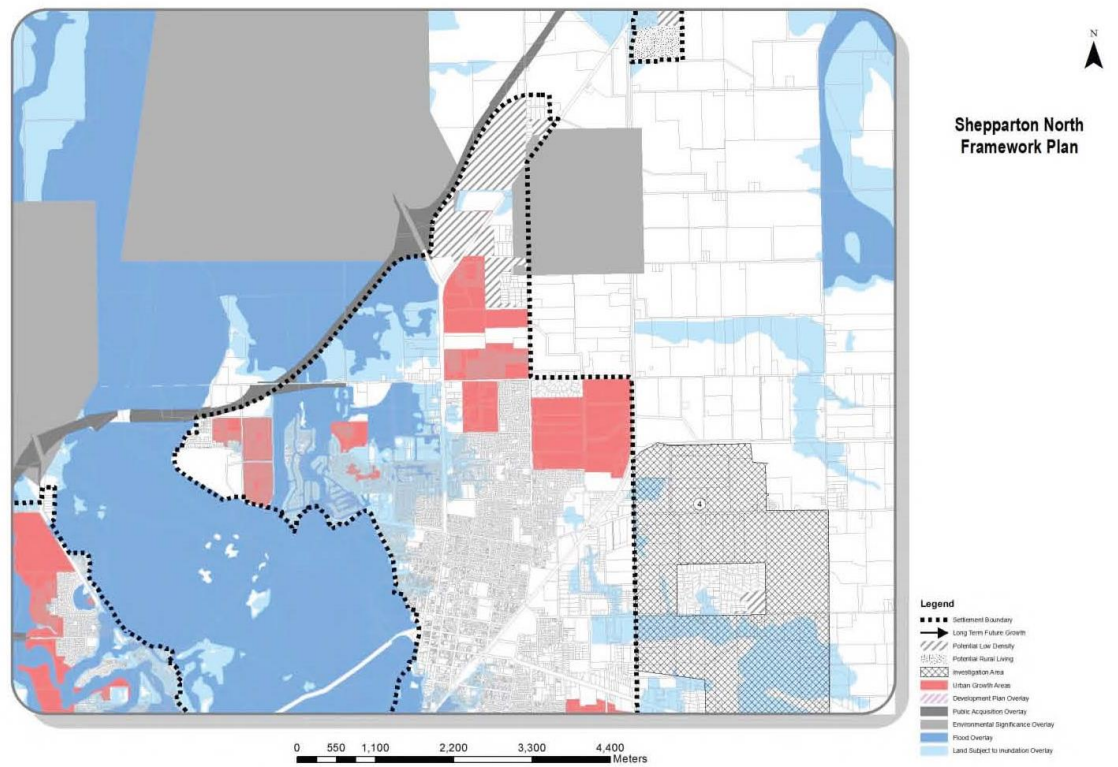 N
Shepparton North
Framework Plan
4
Legend
Settlement Boundary
Long Term Future Growth
Potential Low Density
Potential Rural Living
Investigation Area
Urban Growth Areas
Development Plan Overlay
Public Acquisition Overlay
Environmental Significance Overlay
Flood Overlay
Land Subject to Inundation Overlay
0 550 1,100 2,200 3,300 4,400
Meters